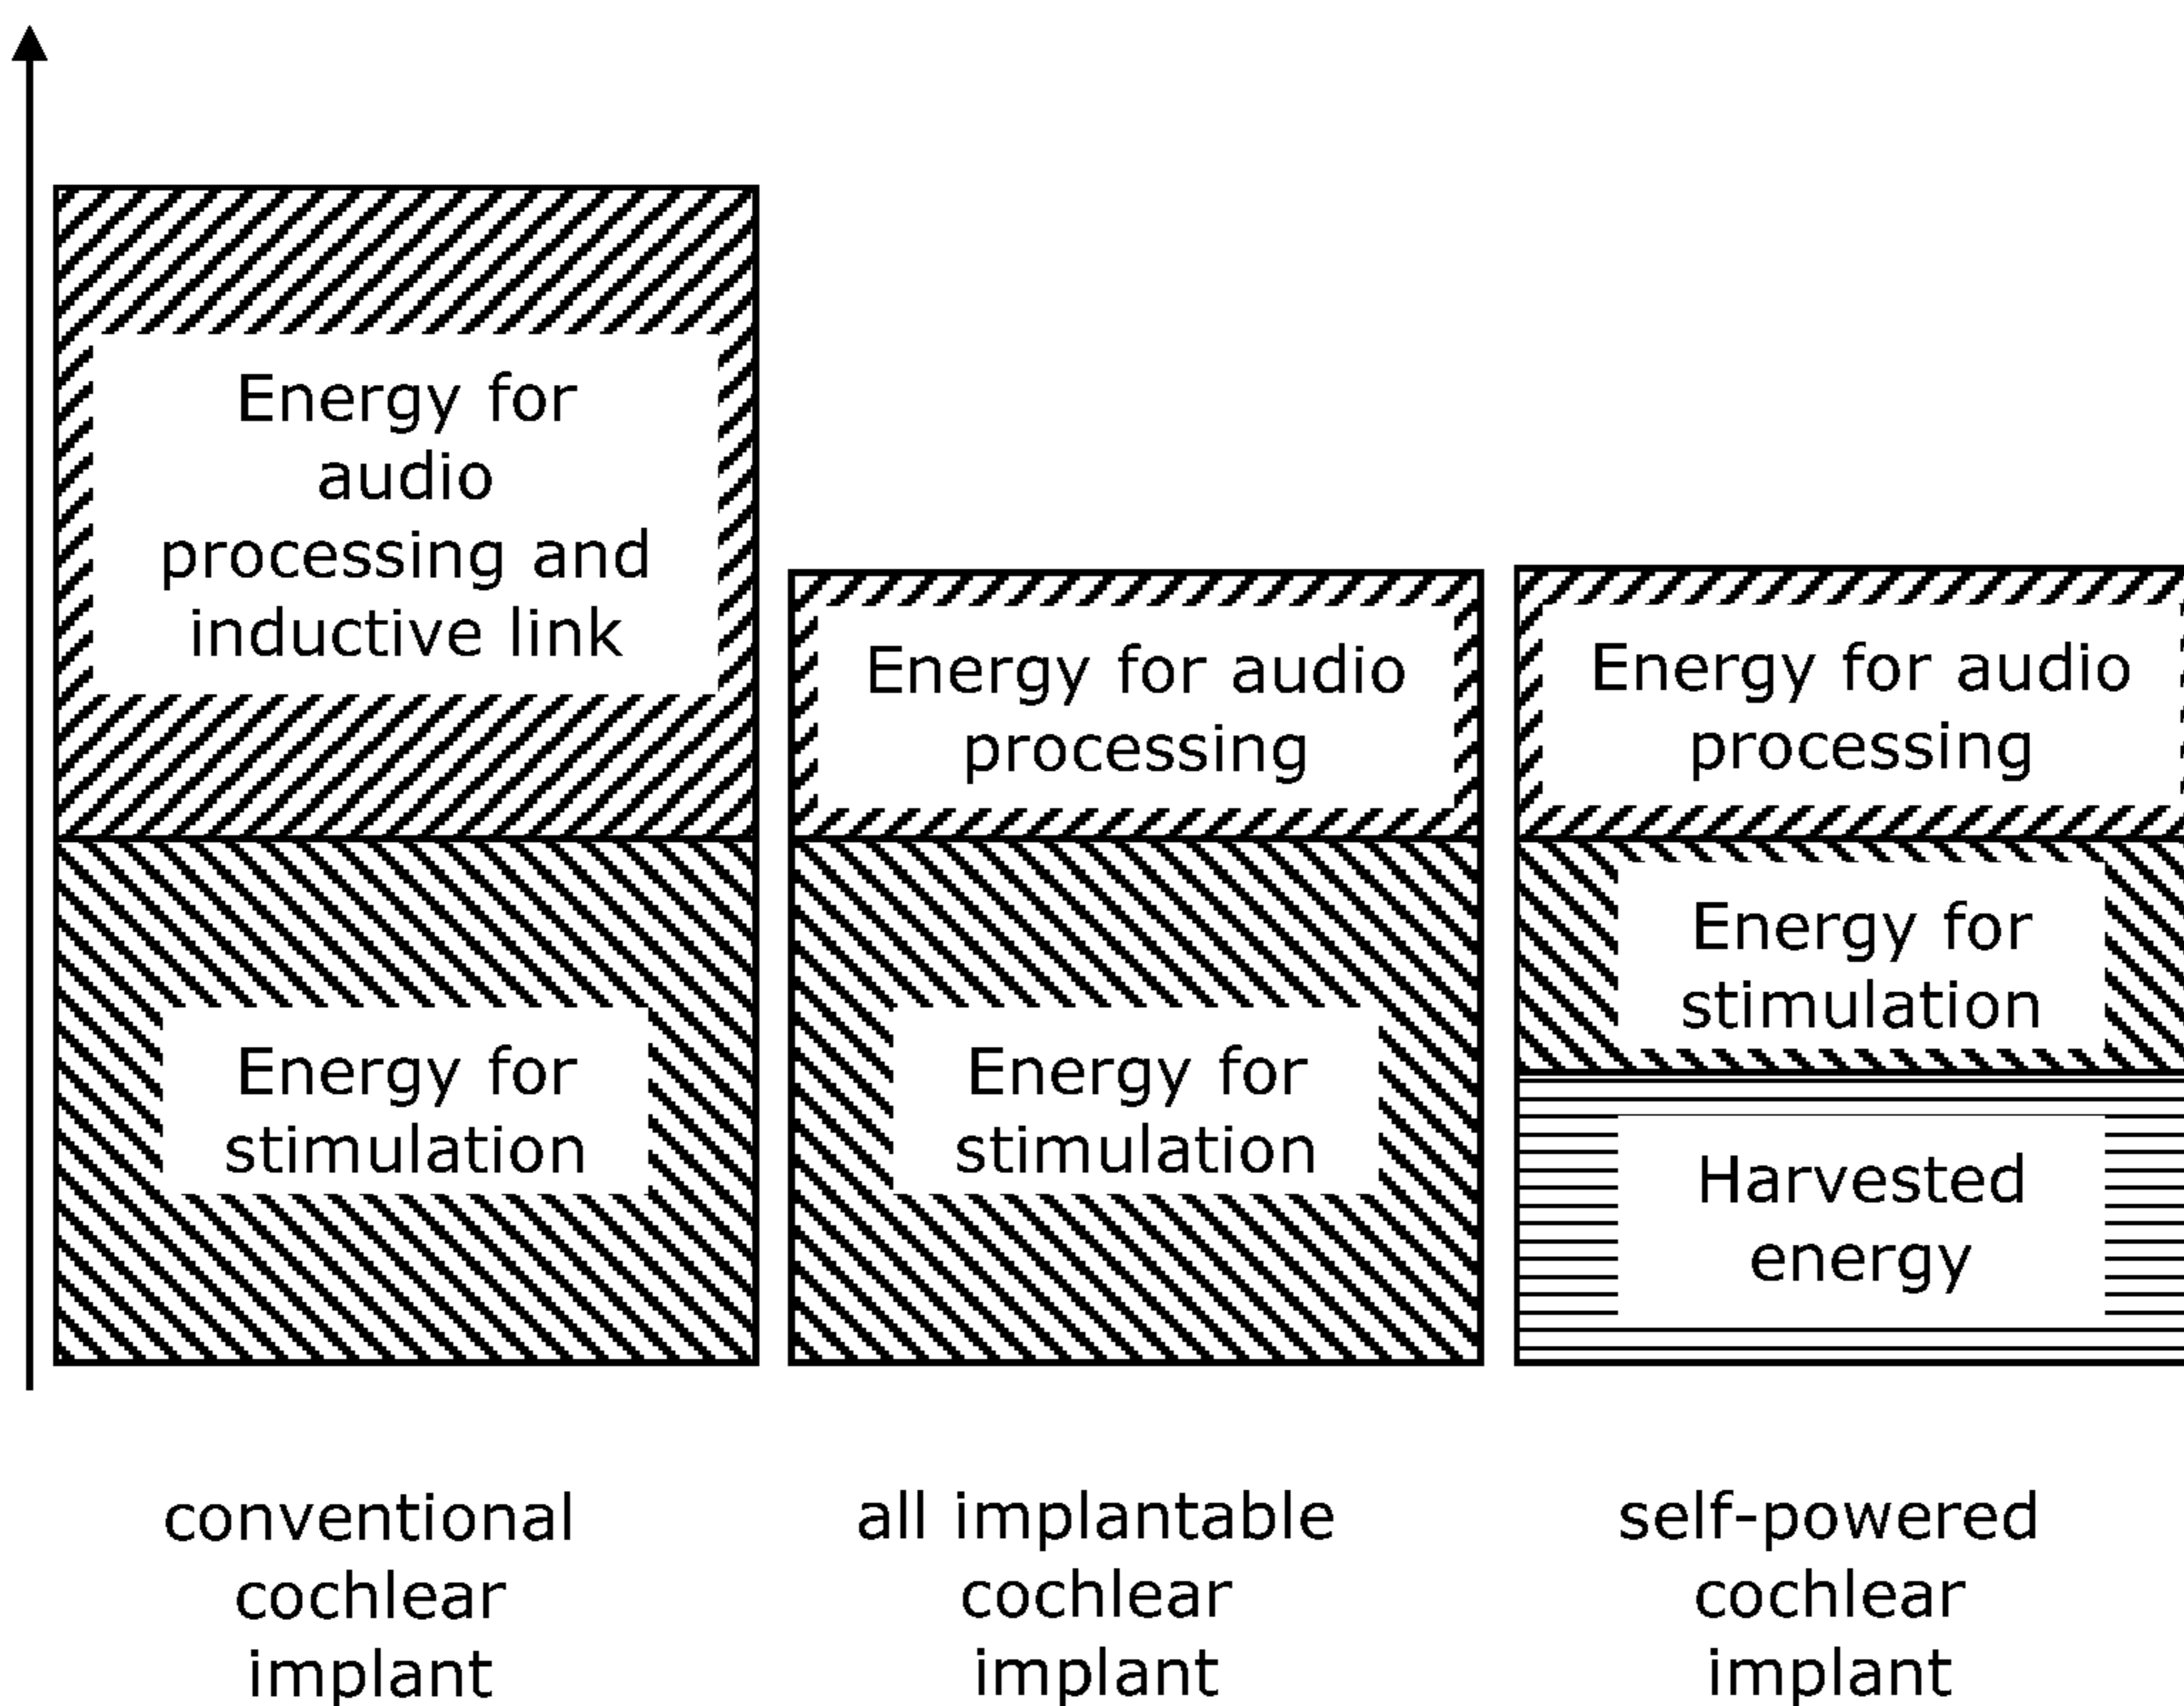 Energy for
audio
processing and
inductive link
Energy for
stimulation
Energy for audio
processing
Energy for
stimulation
Energy for audio
processing
Energy for
stimulation
Harvested
energy
conventional
cochlear
implant
all implantable
cochlear
implant
self-powered
cochlear
implant